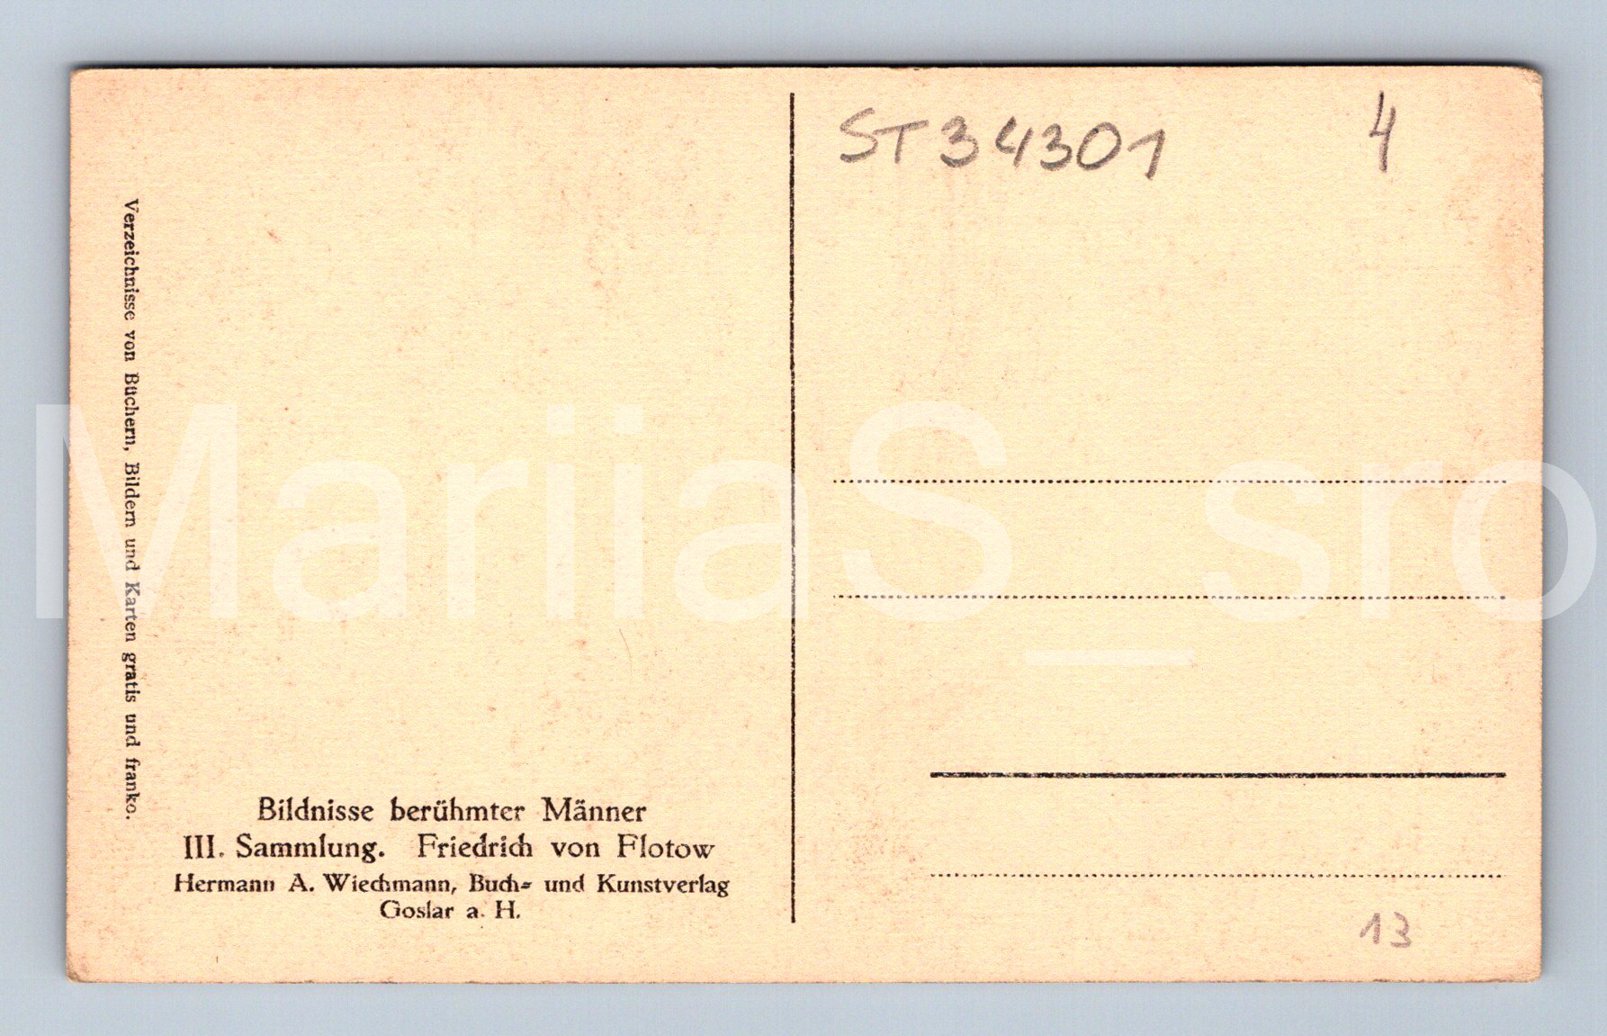 ST34301
4
Verzeichnisse von Büchern, Bildern und Karten gratis und franko.
MariiaS_sro
Bildnisse berühmter Männer
III. Sammlung. Friedrich von Flotow
Hermann A. Wiechmann, Buch- und Kunstverlag
Goslar a. H.
13